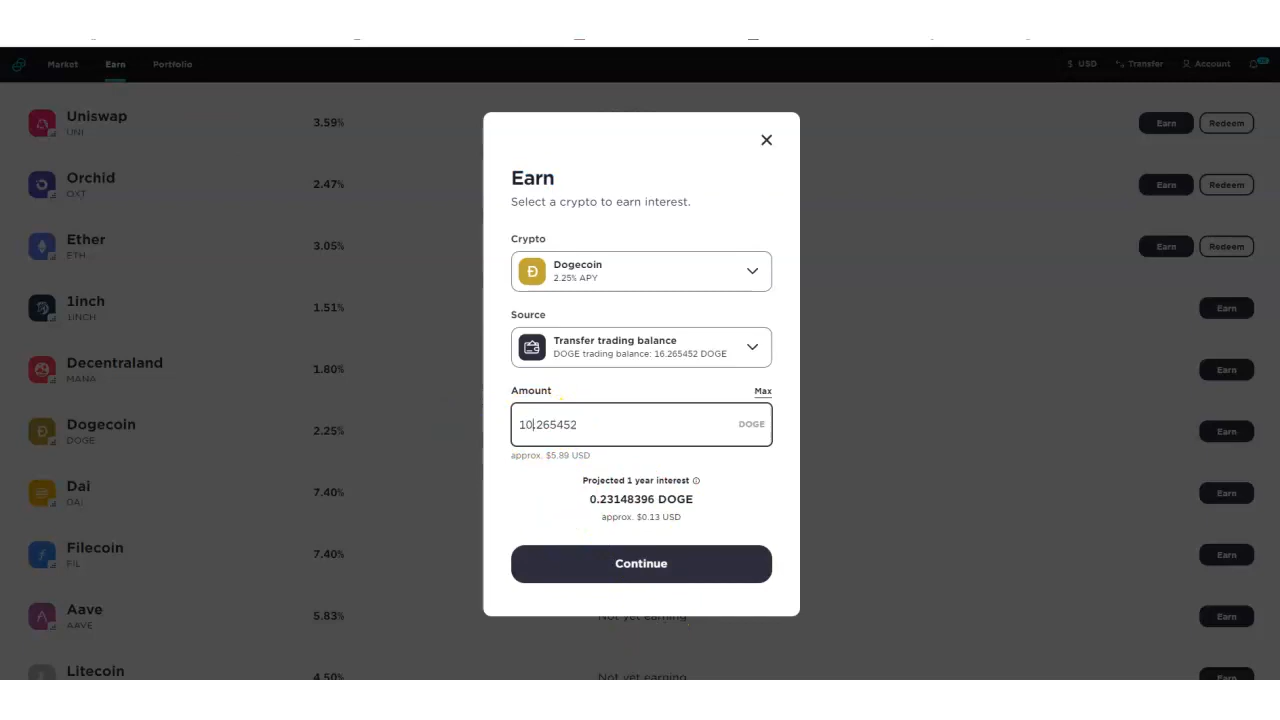 Market Earn Portfolio $ USD Transfer Account
Uniswap
UNI
3.59%
Earn Redeem
Orchid
OXT
2.47%
Earn Redeem
Ether
ETH
3.05%
Earn Redeem
1inch
1INCH
1.51%
Earn
Decentraland
MANA
1.80%
Earn
Dogecoin
DOGE
2.25%
Earn
Dai
DAI
7.40%
Earn
Filecoin
FIL
7.40%
Earn
Aave
AAVE
5.83%
Not yet earning
Earn
Litecoin
4.50%
Not yet earning
Earn
Earn
Select a crypto to earn interest.
Crypto
Dogecoin
2.25% APY
Source
Transfer trading balance
DOGE trading balance: 16.265452 DOGE
Amount Max
10.265452 DOGE
approx. $5.89 USD
Projected 1 year interest
0.23148396 DOGE
approx. $0.13 USD
Continue